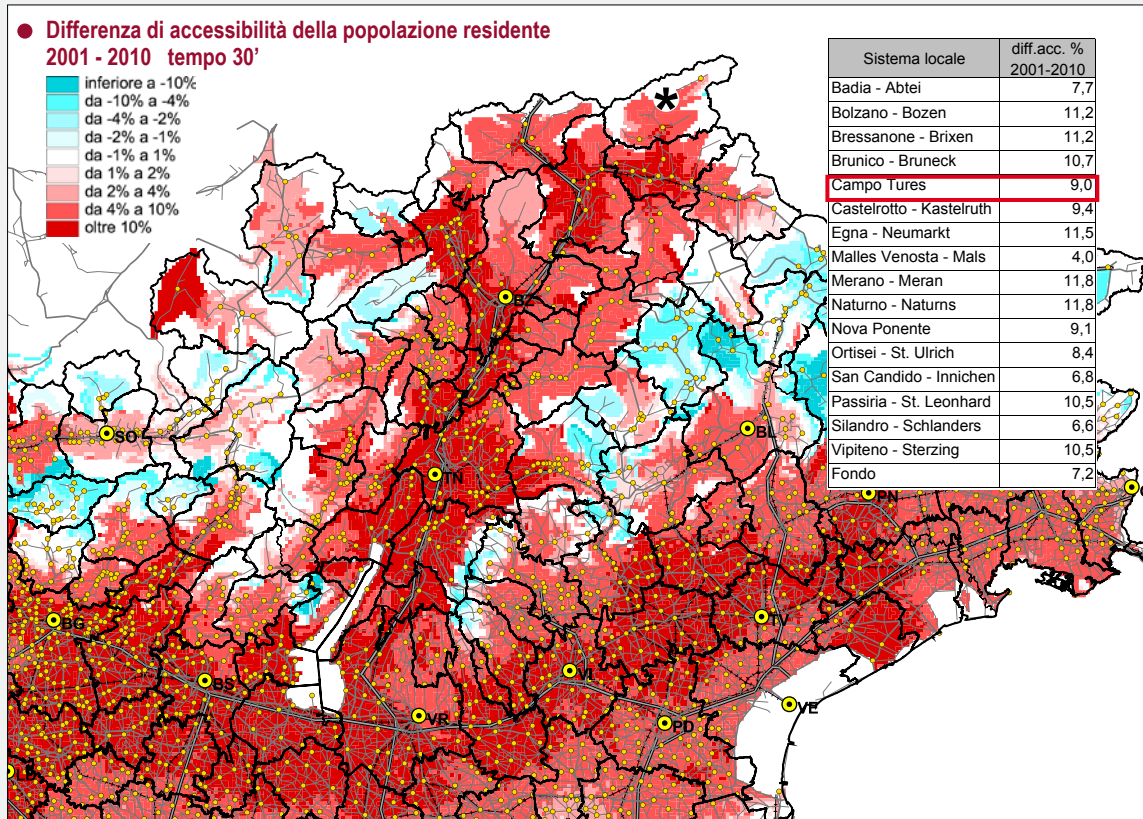 Differenza di accessibilità della popolazione residente
2001 - 2010 tempo 30'
inferiore a -10%
da -10% a -4%
da -4% a -2%
da -2% a -1%
da -1% a 1%
da 1% a 2%
da 2% a 4%
da 4% a 10%
oltre 10%
Sistema locale diff.acc. % 2001-2010
Badia - Abtei 7,7
Bolzano - Bozen 11,2
Bressanone - Brixen 11,2
Brunico - Bruneck 10,7
Campo Tures 9,0
Castelrotto - Kastelruth 9,4
Egna - Neumarkt 11,5
Malles Venosta - Mals 4,0
Merano - Meran 11,8
Naturno - Naturns 11,8
Nova Ponente 9,1
Ortisei - St. Ulrich 8,4
San Candido - Innichen 6,8
Passiria - St. Leonhard 10,5
Silandro - Schlanders 6,6
Vipiteno - Sterzing 10,5
Fondo 7,2
*
BZ
SO
BL
TN
PN
BG
BS
VI
VR
PD
VE